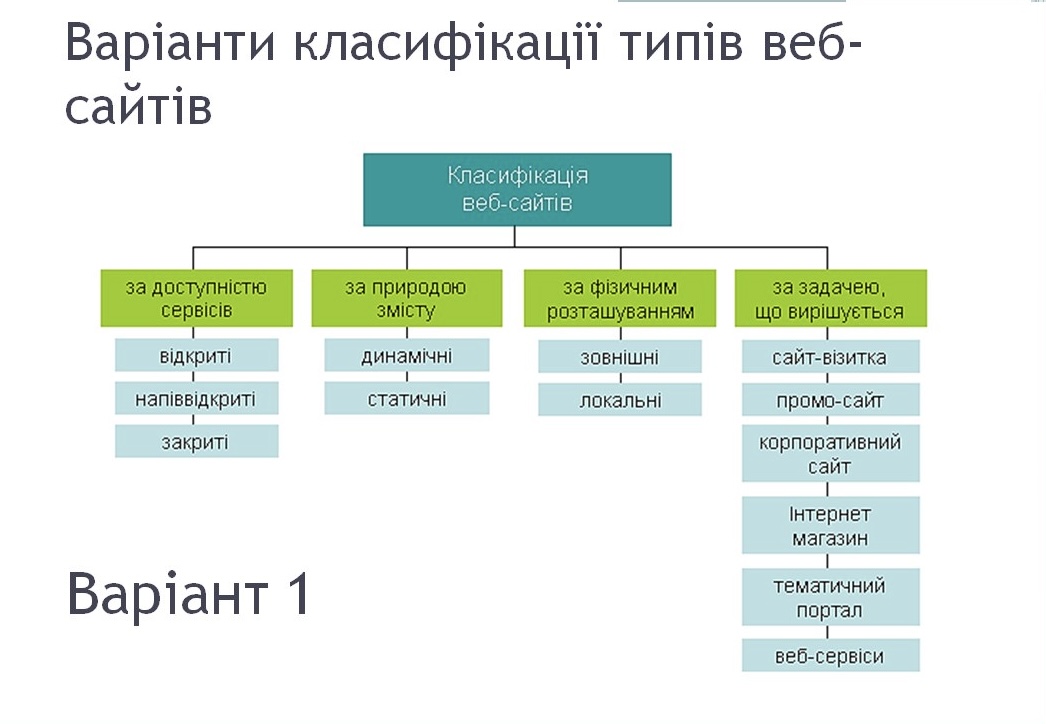 Варіанти класифікації типів веб-
сайтів
Класифікація
веб-сайтів
за доступністю
сервісів
відкриті
напіввідкриті
закриті
за природою
змісту
динамічні
статичні
за фізичним
розташуванням
зовнішні
локальні
за задачею,
що вирішується
сайт-візитка
промо-сайт
корпоративний
сайт
Інтернет
магазин
тематичний
портал
веб-сервіси
Варіант 1